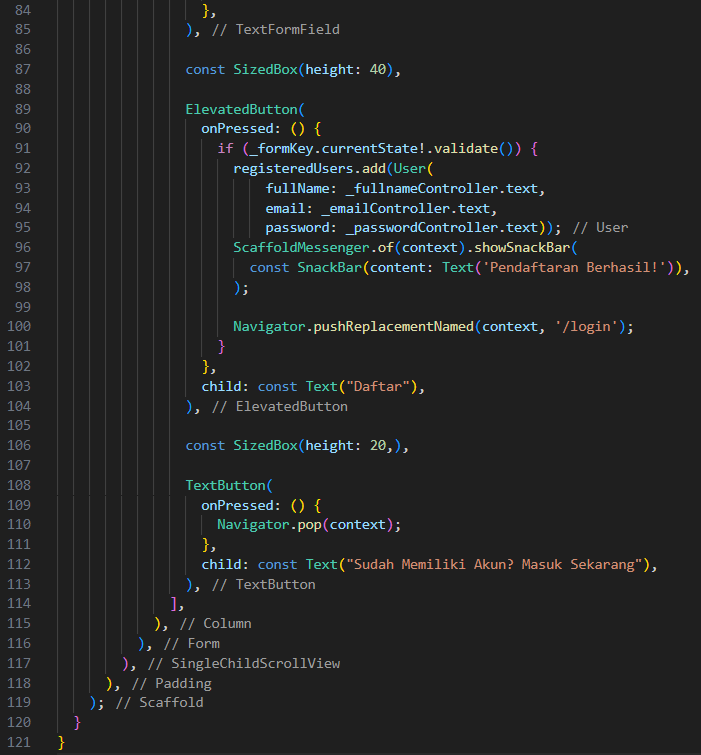 84 },
85 ), // TextFormField
86
87 const SizedBox(height: 40),
88
89 ElevatedButton(
90 onPressed: () {
91 if (_formKey.currentState!.validate()) {
92 registeredUsers.add(User(
93 fullName: _fullnameController.text,
94 email: _emailController.text,
95 password: _passwordController.text)); // User
96 ScaffoldMessenger.of(context).showSnackBar(
97 const SnackBar(content: Text('Pendaftaran Berhasil!')),
98 );
99
100 Navigator.pushReplacementNamed(context, '/login');
101 }
102 },
103 child: const Text("Daftar"),
104 ), // ElevatedButton
105
106 const SizedBox(height: 20,),
107
108 TextButton(
109 onPressed: () {
110 Navigator.pop(context);
111 },
112 child: const Text("Sudah Memiliki Akun? Masuk Sekarang"),
113 ), // TextButton
114 ],
115 ), // Column
116 ), // Form
117 ), // SingleChildScrollView
118 ), // Padding
119 ); // Scaffold
120 }
121 }